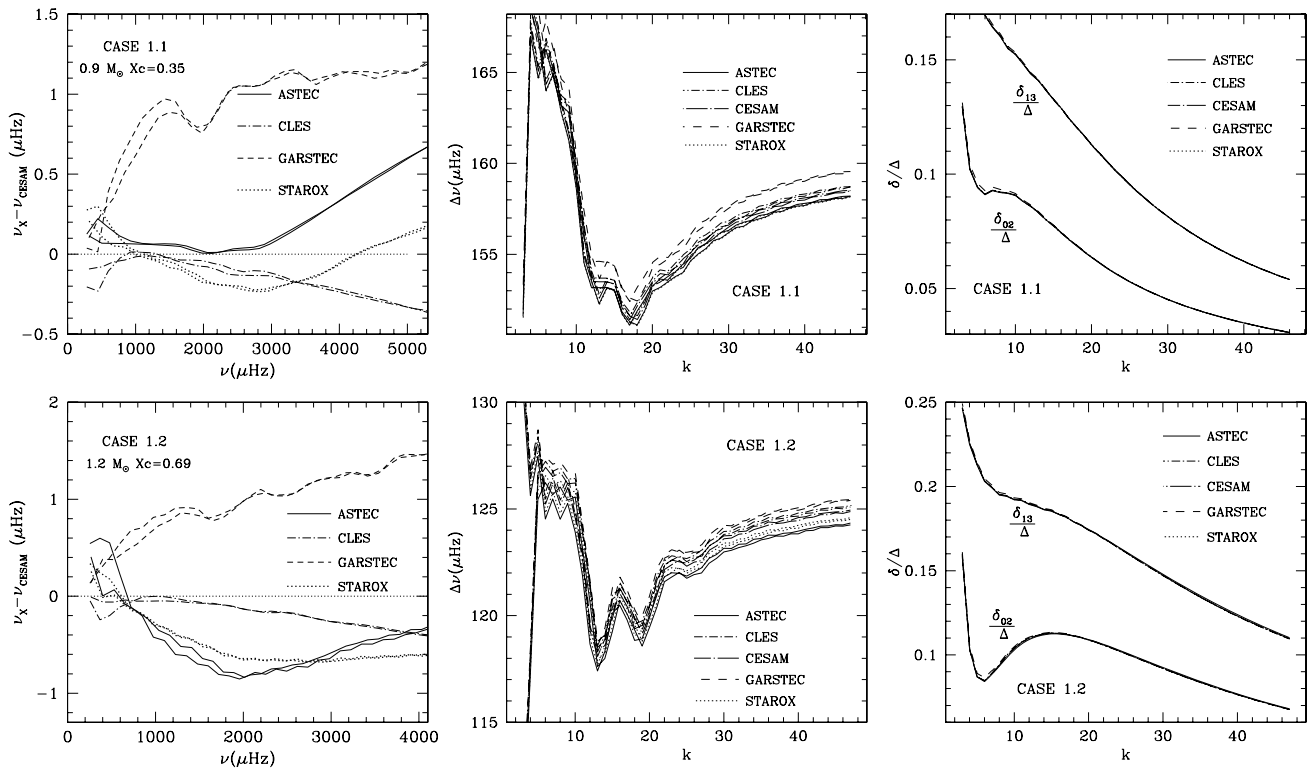 1.5
1
0.5
0
−0.5
ν_X−ν_CESAM (μHz)
CASE 1.1
0.9 M⊙ Xc=0.35
ASTEC
CLES
GARSTEC
STAROX
0 1000 2000 3000 4000 5000
ν(μHz)
165
160
155
Δν(μHz)
ASTEC
CLES
CESAM
GARSTEC
STAROX
CASE 1.1
10 20 30 40
k
0.15
0.1
0.05
δ/Δ
ASTEC
CLES
CESAM
GARSTEC
STAROX
δ₁₃
Δ
δ₀₂
Δ
CASE 1.1
10 20 30 40
k
2
1
0
−1
ν_X−ν_CESAM (μHz)
CASE 1.2
1.2 M⊙ Xc=0.69
ASTEC
CLES
GARSTEC
STAROX
0 1000 2000 3000 4000
ν(μHz)
130
125
120
115
Δν(μHz)
CASE 1.2
ASTEC
CLES
CESAM
GARSTEC
STAROX
10 20 30 40
k
0.25
0.2
0.15
0.1
δ/Δ
ASTEC
CLES
CESAM
GARSTEC
STAROX
δ₁₃
Δ
δ₀₂
Δ
CASE 1.2
10 20 30 40
k